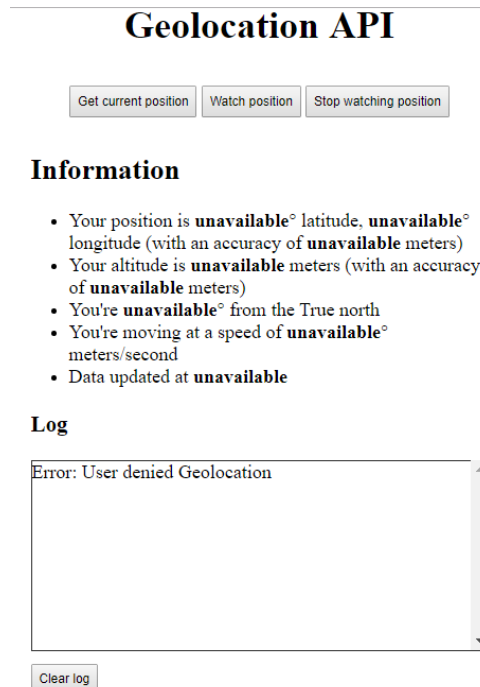 Geolocation API
Get current position Watch position Stop watching position
Information
• Your position is unavailable° latitude, unavailable°
longitude (with an accuracy of unavailable meters)
• Your altitude is unavailable meters (with an accuracy
of unavailable meters)
• You're unavailable° from the True north
• You're moving at a speed of unavailable°
meters/second
• Data updated at unavailable
Log
Error: User denied Geolocation
Clear log